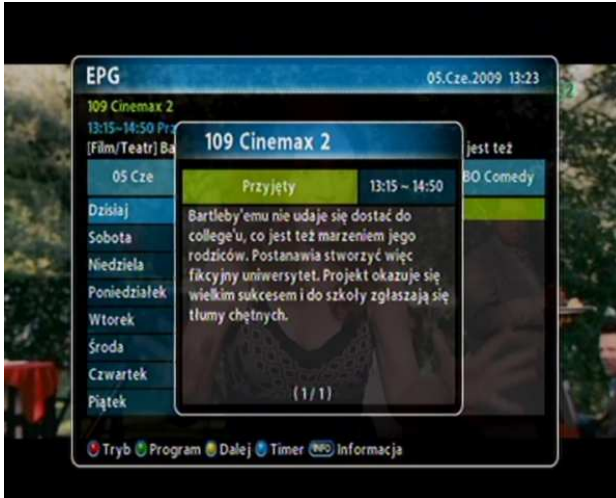 EPG 05.Cze.2009 13:23
109 Cinemax 2
13:15~14:50
[Film/Teatr] jest też
109 Cinemax 2
Przyjęty 13:15 ~ 14:50
Bartleby'emu nie udaje się dostać do
college'u, co jest też marzeniem jego
rodziców. Postanawia stworzyć więc
fikcyjny uniwersytet. Projekt okazuje się
wielkim sukcesem i do szkoły zgłaszają się
tłumy chętnych.
(1/1)
05 Cze BO Comedy
Dzisiaj
Sobota
Niedziela
Poniedziałek
Wtorek
Środa
Czwartek
Piątek
Tryb Program Dalej Timer INFO Informacja